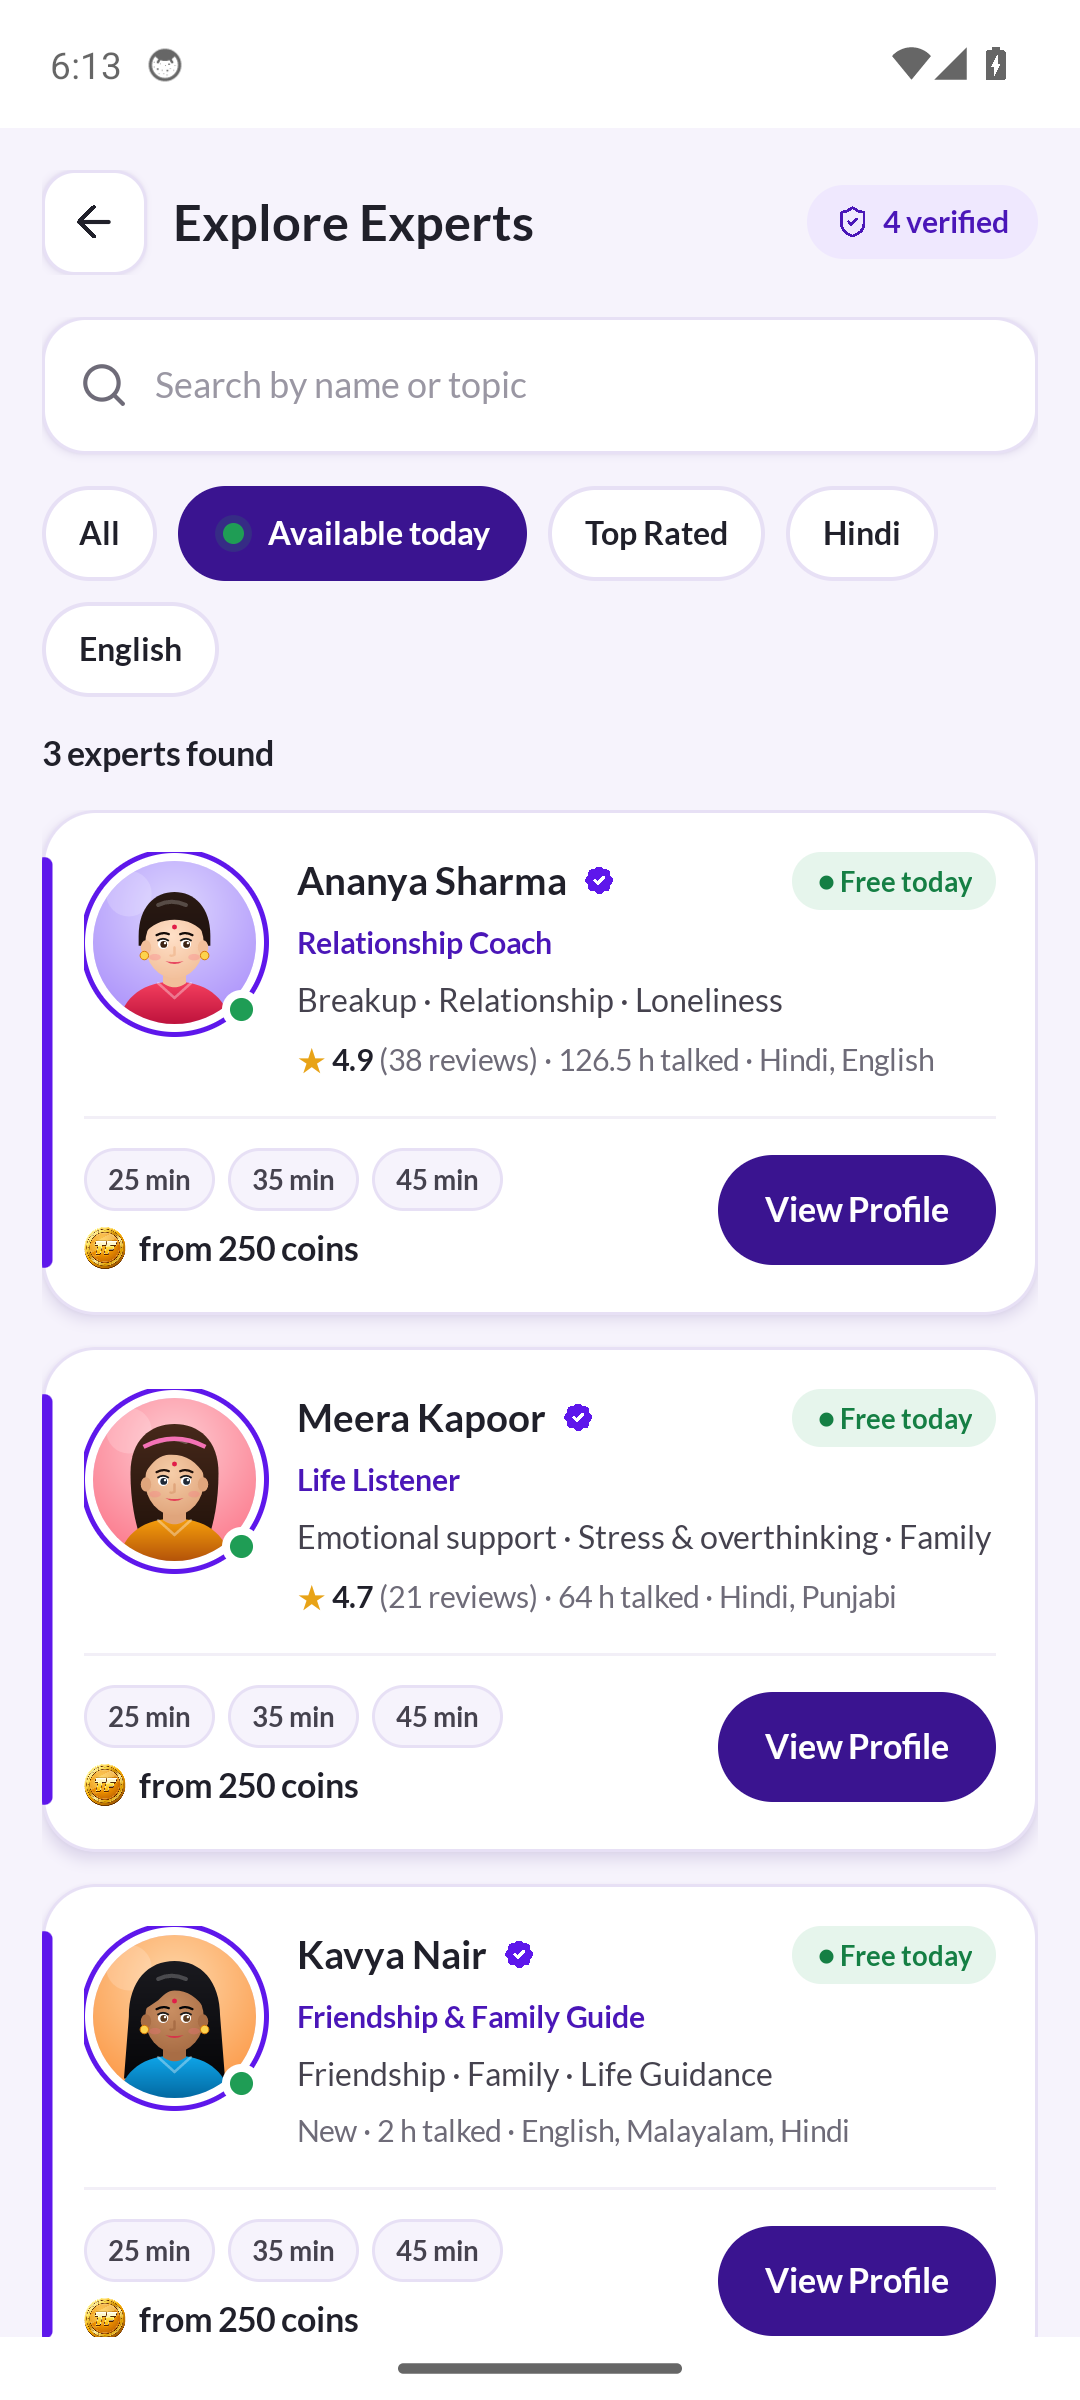 6:13
Explore Experts
4 verified
Search by name or topic
All
Available today
Top Rated
Hindi
English
3 experts found
Ananya Sharma
Free today
Relationship Coach
Breakup · Relationship · Loneliness
★ 4.9 (38 reviews) · 126.5 h talked · Hindi, English
25 min
35 min
45 min
from 250 coins
View Profile
Meera Kapoor
Free today
Life Listener
Emotional support · Stress & overthinking · Family
★ 4.7 (21 reviews) · 64 h talked · Hindi, Punjabi
25 min
35 min
45 min
from 250 coins
View Profile
Kavya Nair
Free today
Friendship & Family Guide
Friendship · Family · Life Guidance
New · 2 h talked · English, Malayalam, Hindi
25 min
35 min
45 min
from 250 coins
View Profile